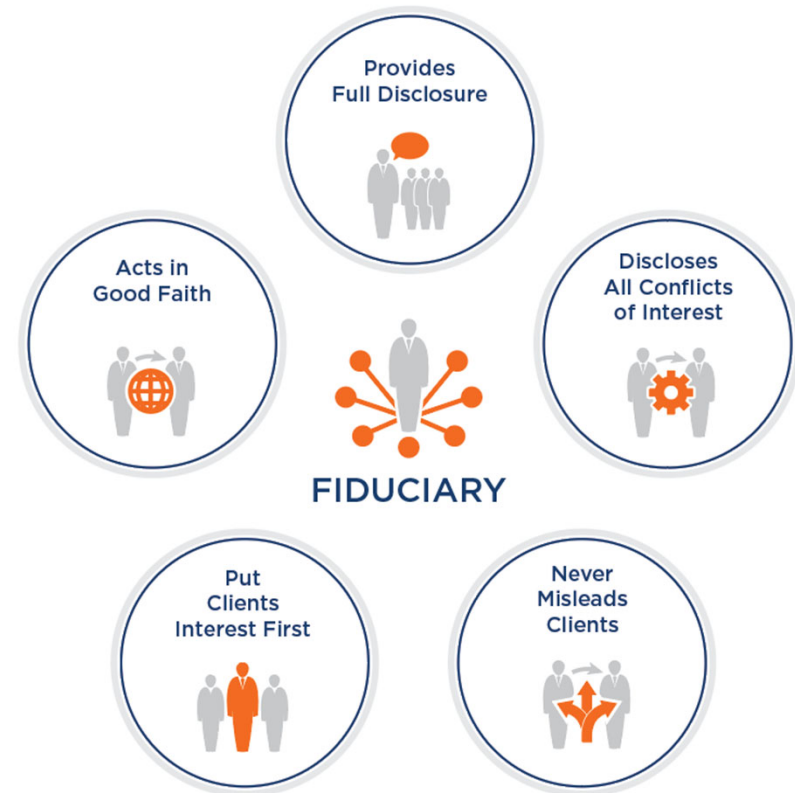 Provides
Full Disclosure
Acts in
Good Faith
Discloses
All Conflicts
of Interest
FIDUCIARY
Put
Clients
Interest First
Never
Misleads
Clients